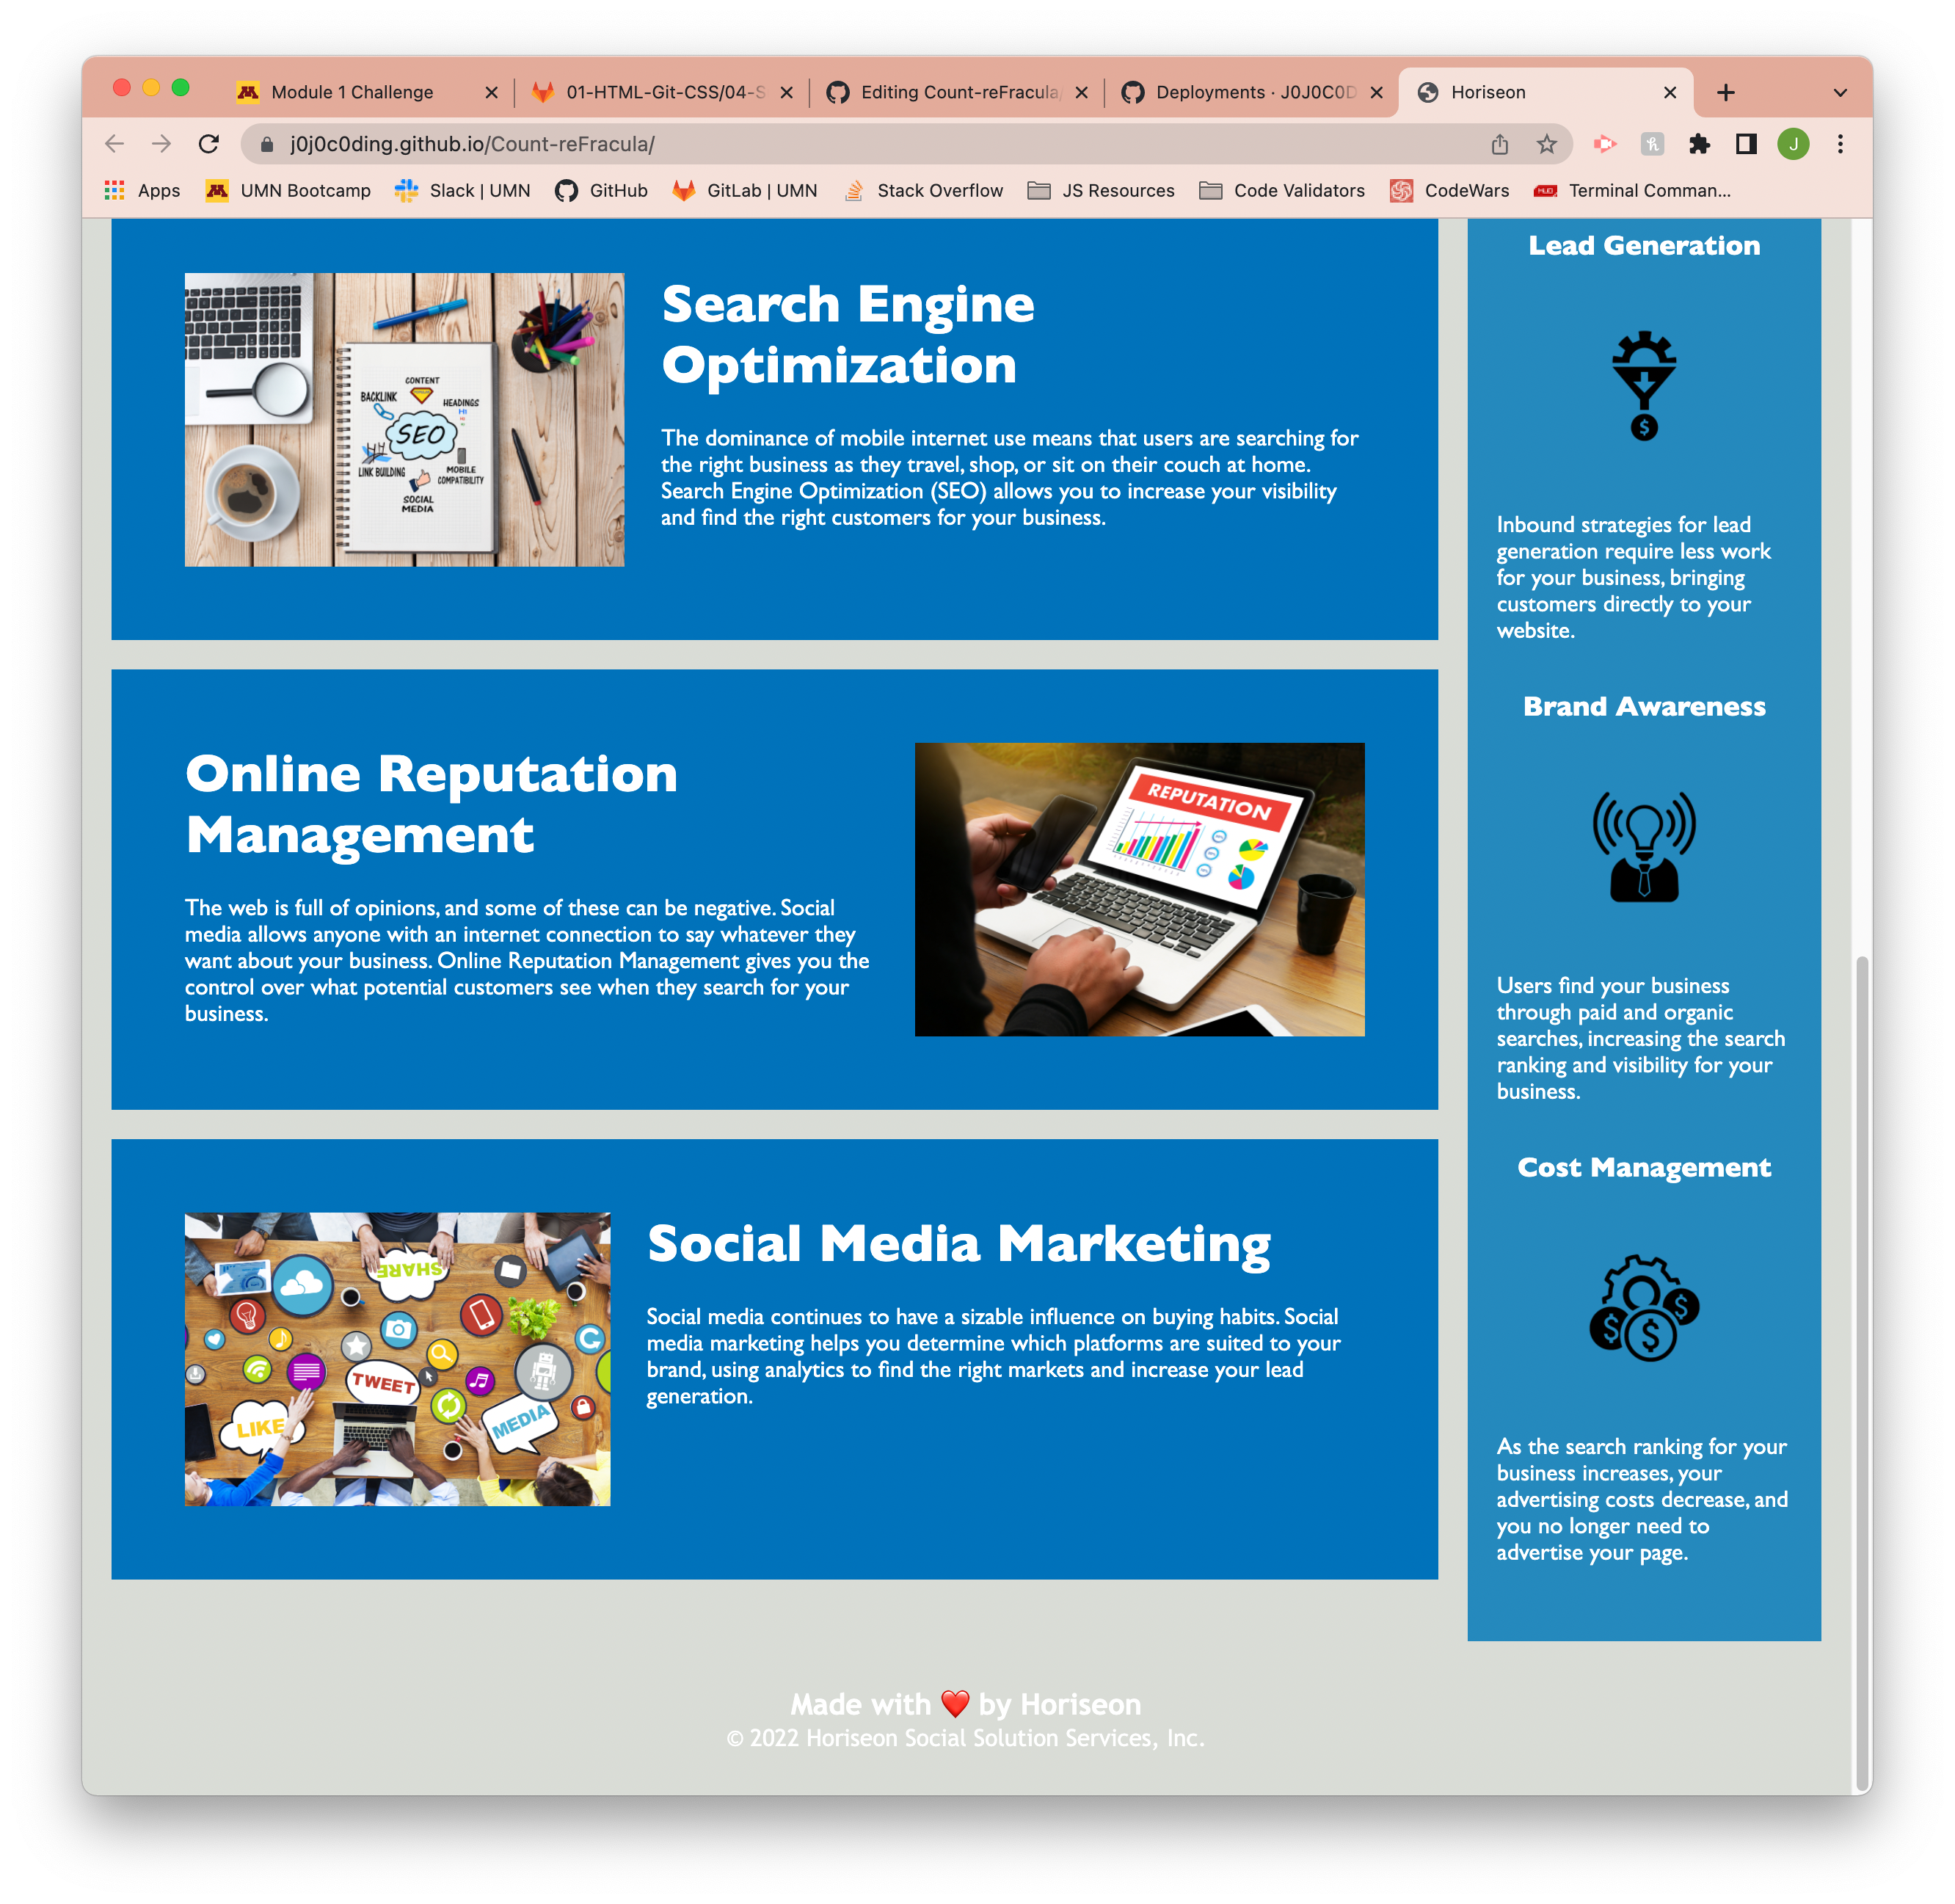 Module 1 Challenge
01-HTML-Git-CSS/04-S
Editing Count-reFracula
Deployments · J0J0C0D
Horiseon
j0j0c0ding.github.io/Count-reFracula/
J
Apps
UMN Bootcamp
Slack | UMN
GitHub
GitLab | UMN
Stack Overflow
JS Resources
Code Validators
CodeWars
Terminal Comman...
CONTENT
BACKLINK
HEADINGS
H1
SEO
LINK BUILDING
MOBILE
COMPATIBILITY
SOCIAL
MEDIA
Search Engine
Optimization
The dominance of mobile internet use means that users are searching for
the right business as they travel, shop, or sit on their couch at home.
Search Engine Optimization (SEO) allows you to increase your visibility
and find the right customers for your business.
Online Reputation
Management
The web is full of opinions, and some of these can be negative. Social
media allows anyone with an internet connection to say whatever they
want about your business. Online Reputation Management gives you the
control over what potential customers see when they search for your
business.
REPUTATION
SHARE
TWEET
LIKE
MEDIA
Social Media Marketing
Social media continues to have a sizable influence on buying habits. Social
media marketing helps you determine which platforms are suited to your
brand, using analytics to find the right markets and increase your lead
generation.
Lead Generation
$
Inbound strategies for lead
generation require less work
for your business, bringing
customers directly to your
website.
Brand Awareness
Users find your business
through paid and organic
searches, increasing the search
ranking and visibility for your
business.
Cost Management
$ $ $
As the search ranking for your
business increases, your
advertising costs decrease, and
you no longer need to
advertise your page.
Made with ❤️ by Horiseon
© 2022 Horiseon Social Solution Services, Inc.